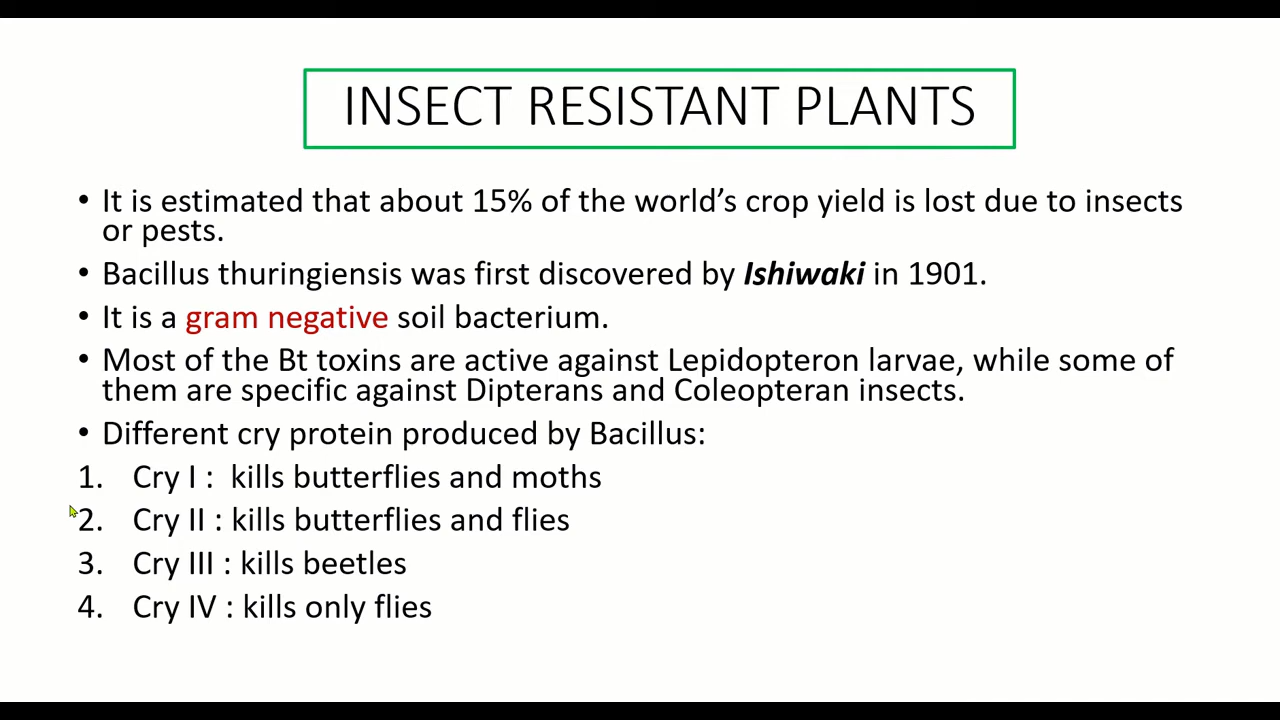 INSECT RESISTANT PLANTS
• It is estimated that about 15% of the world’s crop yield is lost due to insects
or pests.
• Bacillus thuringiensis was first discovered by Ishiwaki in 1901.
• It is a gram negative soil bacterium.
• Most of the Bt toxins are active against Lepidopteron larvae, while some of
them are specific against Dipterans and Coleopteran insects.
• Different cry protein produced by Bacillus:
1. Cry I : kills butterflies and moths
2. Cry II : kills butterflies and flies
3. Cry III : kills beetles
4. Cry IV : kills only flies